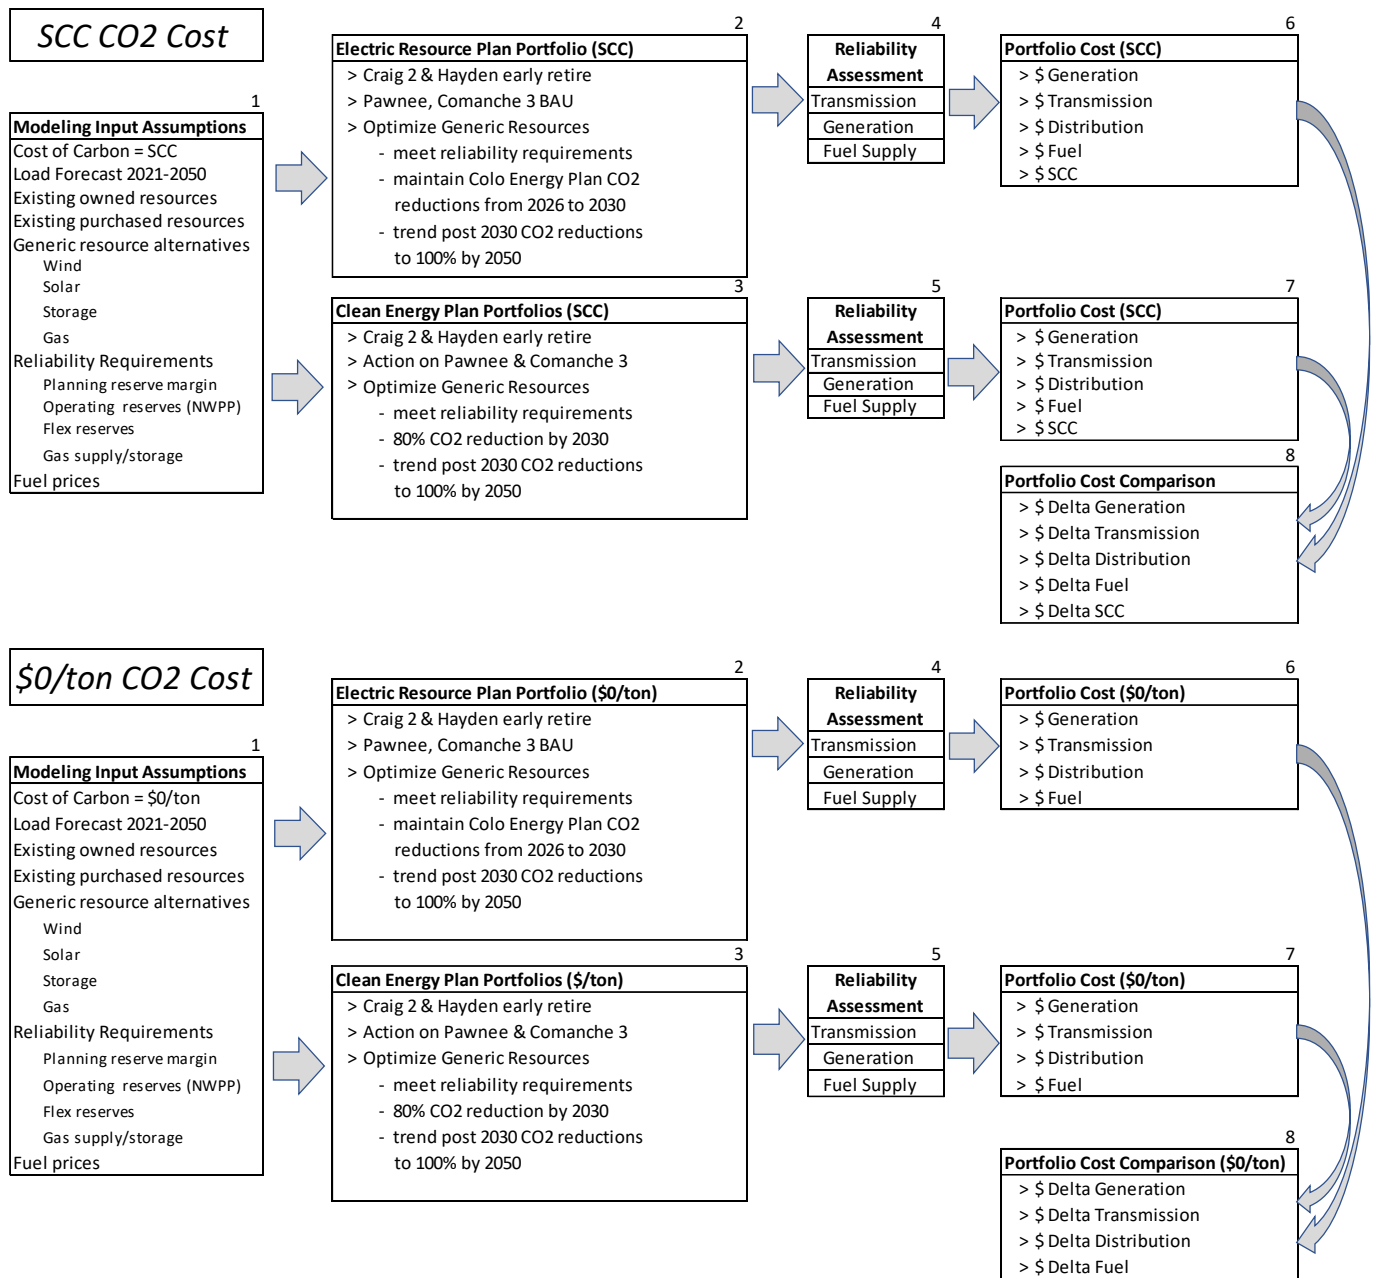 SCC CO2 Cost
1
Modeling Input Assumptions
Cost of Carbon = SCC
Load Forecast 2021-2050
Existing owned resources
Existing purchased resources
Generic resource alternatives
Wind
Solar
Storage
Gas
Reliability Requirements
Planning reserve margin
Operating reserves (NWPP)
Flex reserves
Gas supply/storage
Fuel prices
2
Electric Resource Plan Portfolio (SCC)
> Craig 2 & Hayden early retire
> Pawnee, Comanche 3 BAU
> Optimize Generic Resources
- meet reliability requirements
- maintain Colo Energy Plan CO2
reductions from 2026 to 2030
- trend post 2030 CO2 reductions
to 100% by 2050
3
Clean Energy Plan Portfolios (SCC)
> Craig 2 & Hayden early retire
> Action on Pawnee & Comanche 3
> Optimize Generic Resources
- meet reliability requirements
- 80% CO2 reduction by 2030
- trend post 2030 CO2 reductions
to 100% by 2050
4
Reliability
Assessment
Transmission
Generation
Fuel Supply
5
Reliability
Assessment
Transmission
Generation
Fuel Supply
6
Portfolio Cost (SCC)
> $ Generation
> $ Transmission
> $ Distribution
> $ Fuel
> $ SCC
7
Portfolio Cost (SCC)
> $ Generation
> $ Transmission
> $ Distribution
> $ Fuel
> $ SCC
8
Portfolio Cost Comparison
> $ Delta Generation
> $ Delta Transmission
> $ Delta Distribution
> $ Delta Fuel
> $ Delta SCC
$0/ton CO2 Cost
1
Modeling Input Assumptions
Cost of Carbon = $0/ton
Load Forecast 2021-2050
Existing owned resources
Existing purchased resources
Generic resource alternatives
Wind
Solar
Storage
Gas
Reliability Requirements
Planning reserve margin
Operating reserves (NWPP)
Flex reserves
Gas supply/storage
Fuel prices
2
Electric Resource Plan Portfolio ($0/ton)
> Craig 2 & Hayden early retire
> Pawnee, Comanche 3 BAU
> Optimize Generic Resources
- meet reliability requirements
- maintain Colo Energy Plan CO2
reductions from 2026 to 2030
- trend post 2030 CO2 reductions
to 100% by 2050
3
Clean Energy Plan Portfolios ($/ton)
> Craig 2 & Hayden early retire
> Action on Pawnee & Comanche 3
> Optimize Generic Resources
- meet reliability requirements
- 80% CO2 reduction by 2030
- trend post 2030 CO2 reductions
to 100% by 2050
4
Reliability
Assessment
Transmission
Generation
Fuel Supply
5
Reliability
Assessment
Transmission
Generation
Fuel Supply
6
Portfolio Cost ($0/ton)
> $ Generation
> $ Transmission
> $ Distribution
> $ Fuel
7
Portfolio Cost ($0/ton)
> $ Generation
> $ Transmission
> $ Distribution
> $ Fuel
8
Portfolio Cost Comparison ($0/ton)
> $ Delta Generation
> $ Delta Transmission
> $ Delta Distribution
> $ Delta Fuel